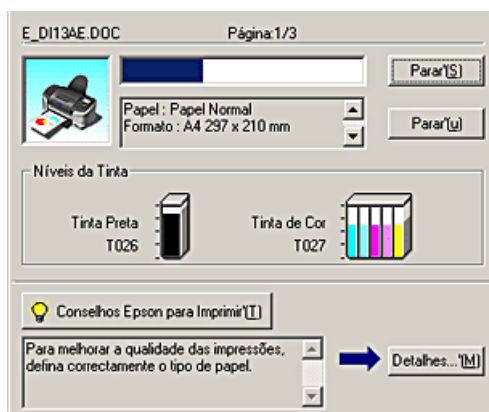 E_DI13AE.DOC Página:1/3
Parar'(S)
Papel : Papel Normal
Formato : A4 297 x 210 mm
Parar'(u)
Níveis da Tinta
Tinta Preta
T026
Tinta de Cor
T027
Conselhos Epson para Imprimir'(T)
Para melhorar a qualidade das impressões,
defina correctamente o tipo de papel.
Detalhes...'(M)